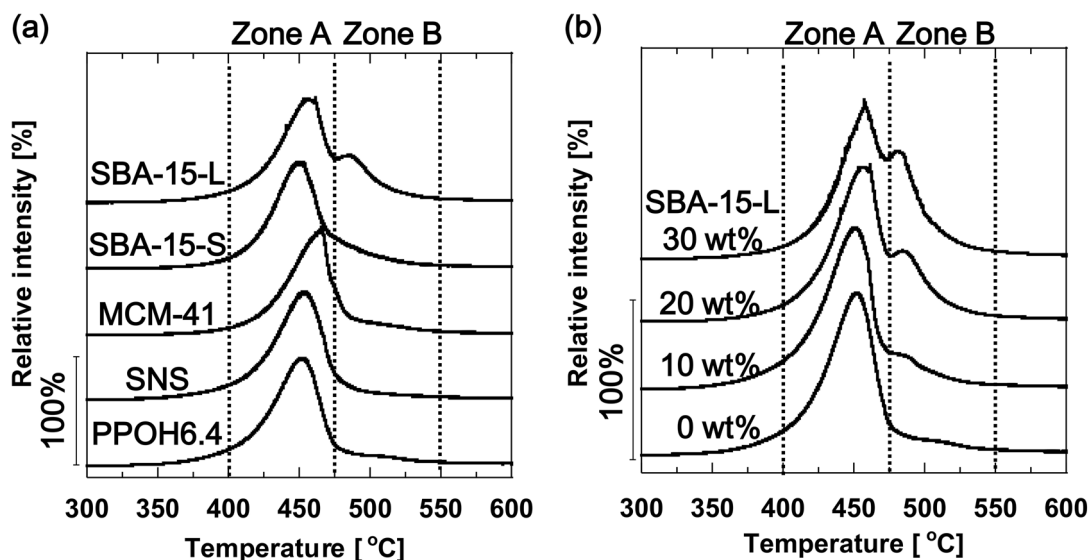 (a)
Zone A Zone B
Relative intensity [%]
100%
SBA-15-L
SBA-15-S
MCM-41
SNS
PPOH6.4
300 350 400 450 500 550 600
Temperature [ °C]
(b)
Zone A Zone B
Relative intensity [%]
100%
SBA-15-L
30 wt%
20 wt%
10 wt%
0 wt%
300 350 400 450 500 550 600
Temperature [ °C]